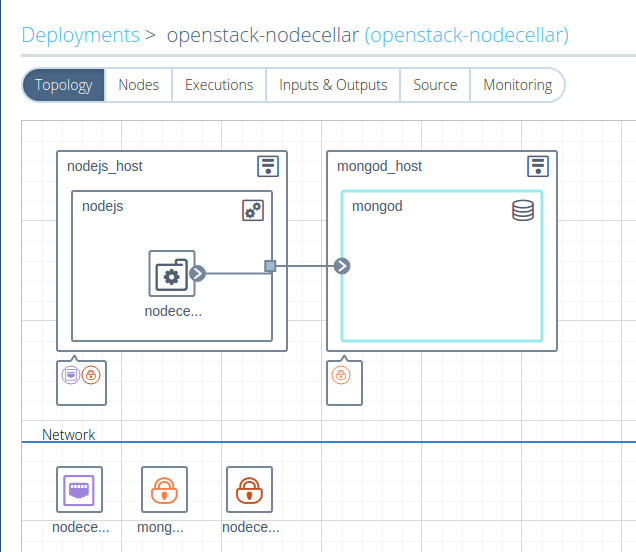 Deployments > openstack-nodecellar (openstack-nodecellar)
Topology Nodes Executions Inputs & Outputs Source Monitoring
nodejs_host mongod_host
nodejs mongod
nodece...
Network
nodece... mong... nodece...